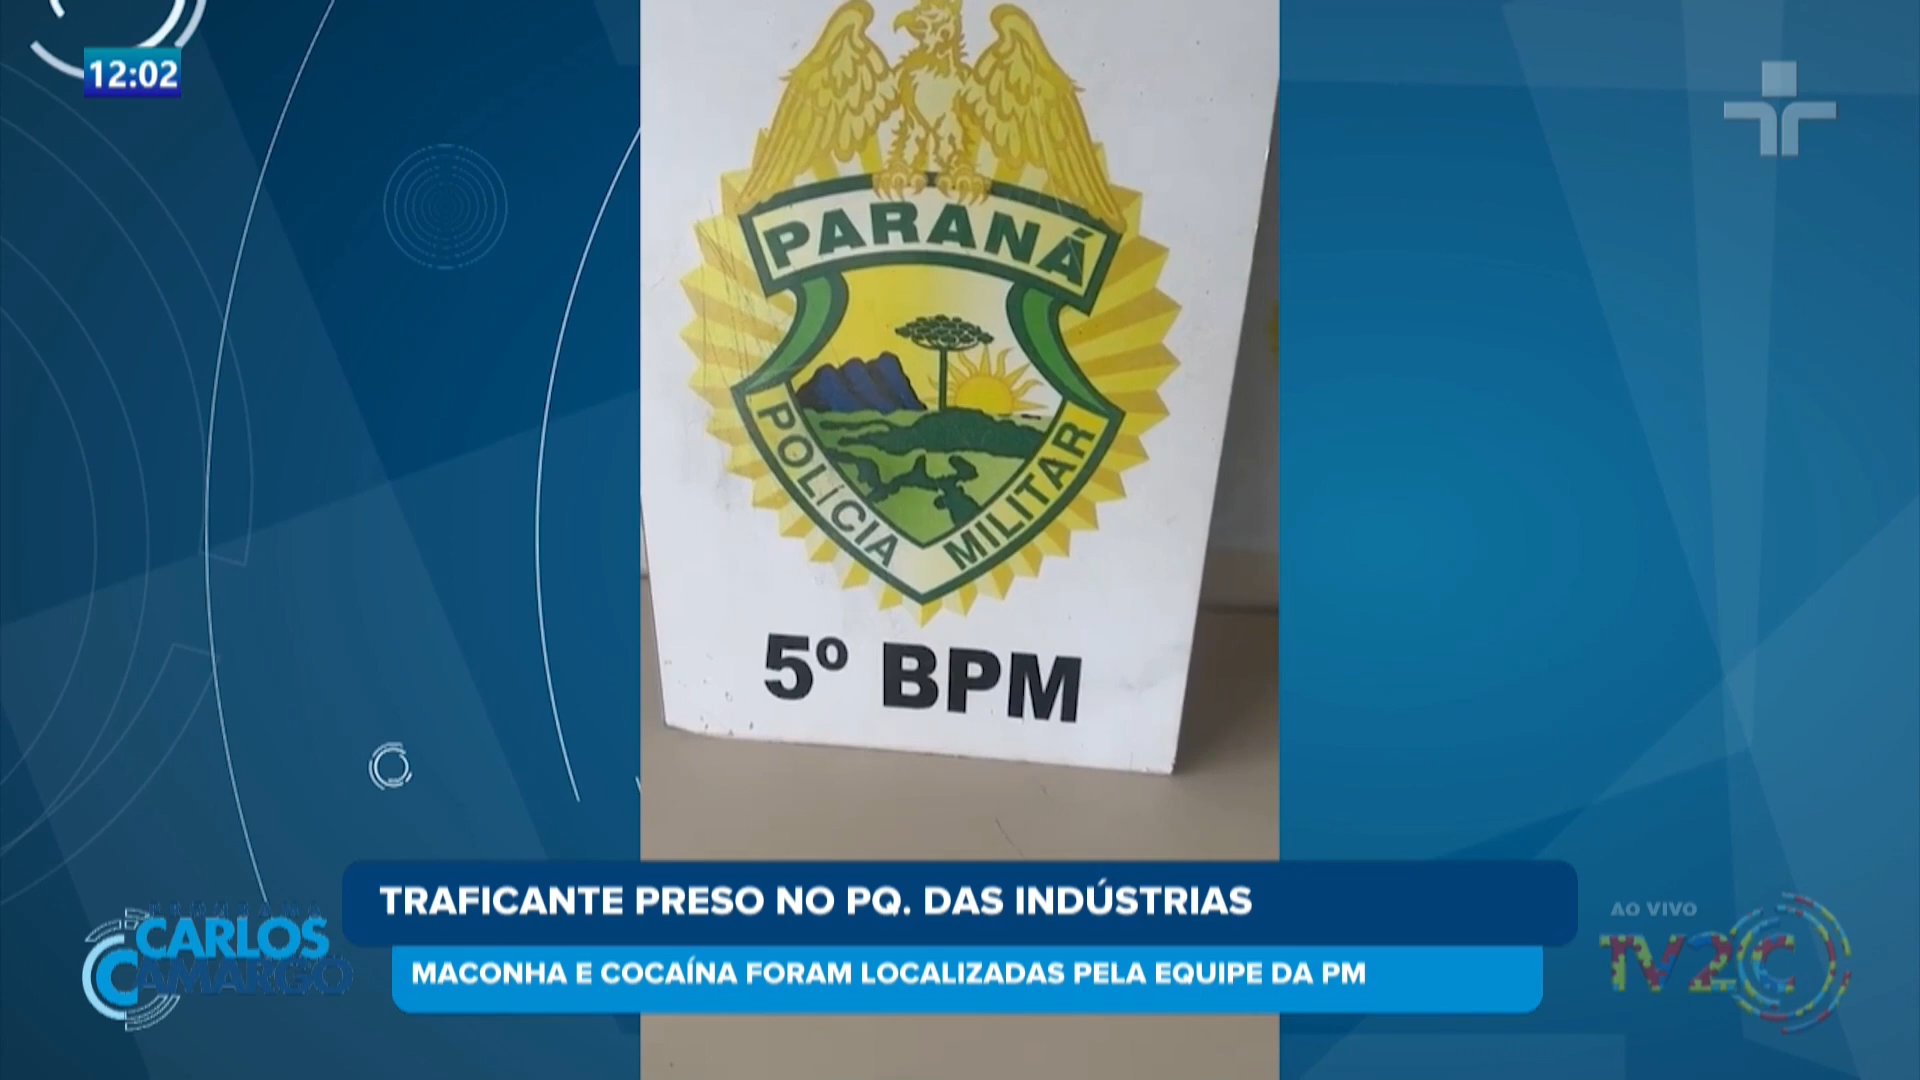 12:02
PARANÁ
POLÍCIA MILITAR
5º BPM
TRAFICANTE PRESO NO PQ. DAS INDÚSTRIAS
MACONHA E COCAÍNA FORAM LOCALIZADAS PELA EQUIPE DA PM
PROGRAMA
CARLOS
CAMARGO
AO VIVO
TV2C